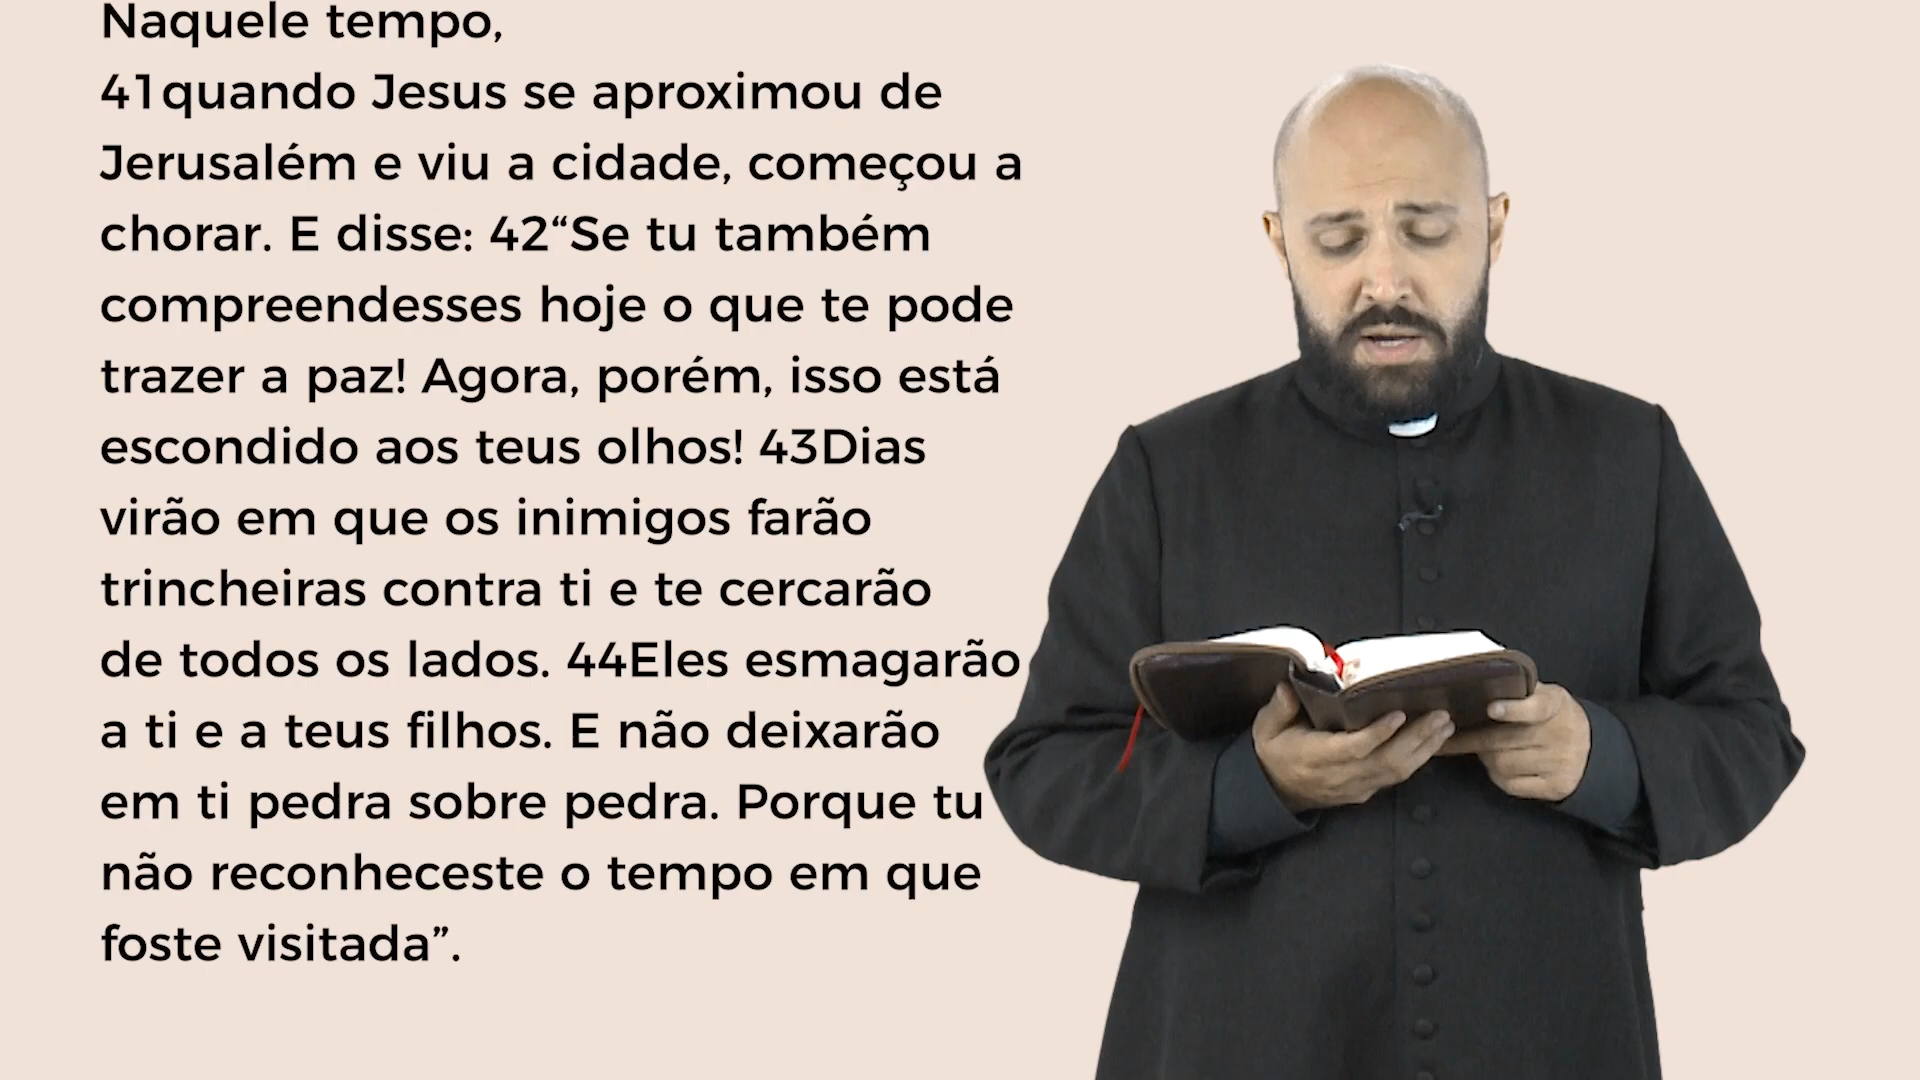 Naquele tempo,
41quando Jesus se aproximou de
Jerusalém e viu a cidade, começou a
chorar. E disse: 42“Se tu também
compreendesses hoje o que te pode
trazer a paz! Agora, porém, isso está
escondido aos teus olhos! 43Dias
virão em que os inimigos farão
trincheiras contra ti e te cercarão
de todos os lados. 44Eles esmagarão
a ti e a teus filhos. E não deixarão
em ti pedra sobre pedra. Porque tu
não reconheceste o tempo em que
foste visitada”.